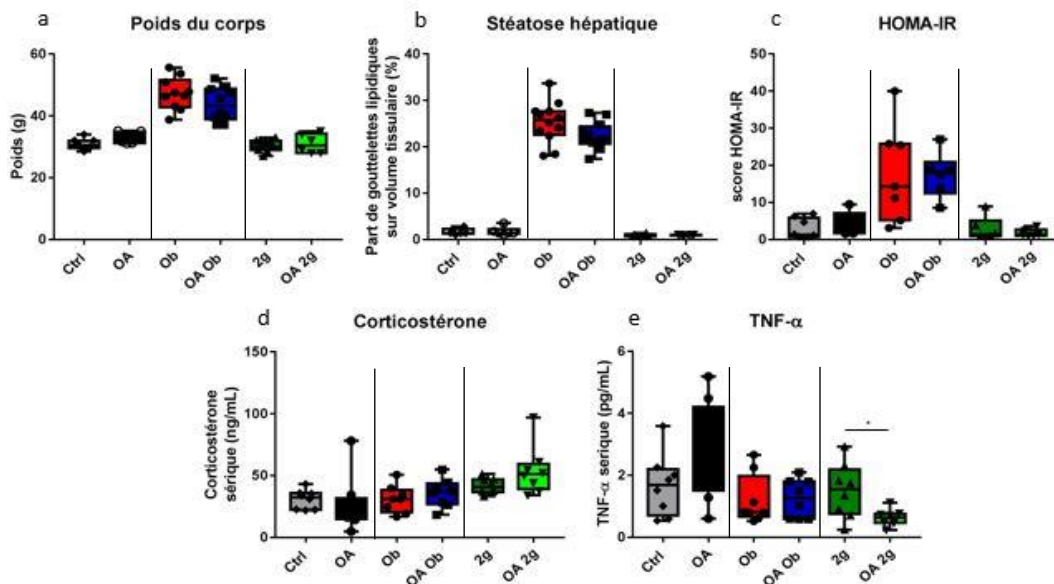 a
Poids du corps
Poids (g)
60
40
20
0
Ctrl
OA
Ob
OA Ob
2g
OA 2g
b
Stéatose hépatique
Part de gouttelettes lipidiques
sur volume tissulaire (%)
40
30
20
10
0
Ctrl
OA
Ob
OA Ob
2g
OA 2g
c
HOMA-IR
score HOMA-IR
50
40
30
20
10
0
Ctrl
OA
Ob
OA Ob
2g
OA 2g
d
Corticostérone
Corticostérone
sérique (ng/mL)
150
100
50
0
Ctrl
OA
Ob
OA Ob
2g
OA 2g
e
TNF-α
TNF-α serique (pg/mL)
6
4
2
0
*
Ctrl
OA
Ob
OA Ob
2g
OA 2g